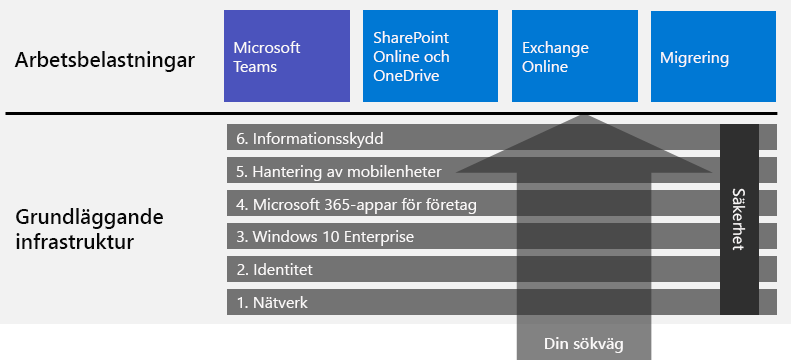 Arbetsbelastningar
Microsoft
Teams
SharePoint
Online och
OneDrive
Exchange
Online
Migrering
Grundläggande
infrastruktur
6. Informationsskydd
5. Hantering av mobilenheter
4. Microsoft 365-appar för företag
3. Windows 10 Enterprise
2. Identitet
1. Nätverk
Säkerhet
Din sökväg